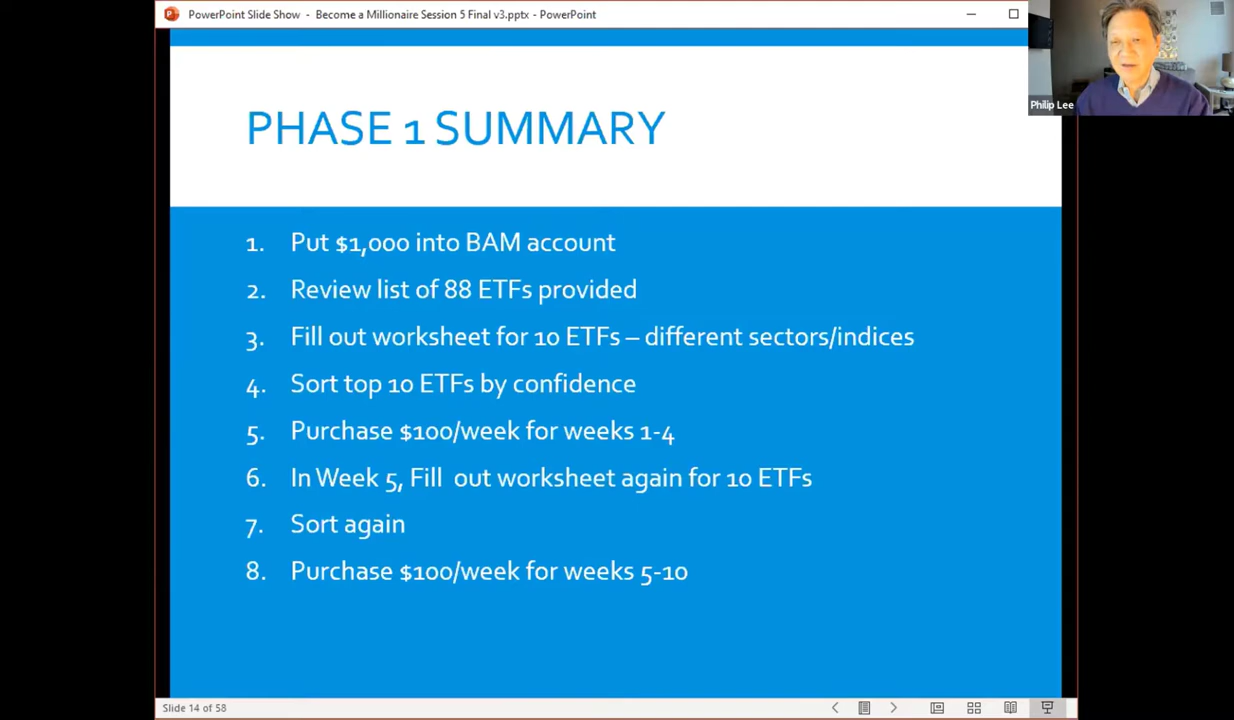 PowerPoint Slide Show - Become a Millionaire Session 5 Final v3.pptx - PowerPoint
Philip Lee
PHASE 1 SUMMARY
1. Put $1,000 into BAM account
2. Review list of 88 ETFs provided
3. Fill out worksheet for 10 ETFs – different sectors/indices
4. Sort top 10 ETFs by confidence
5. Purchase $100/week for weeks 1-4
6. In Week 5, Fill  out worksheet again for 10 ETFs
7. Sort again
8. Purchase $100/week for weeks 5-10
Slide 14 of 58